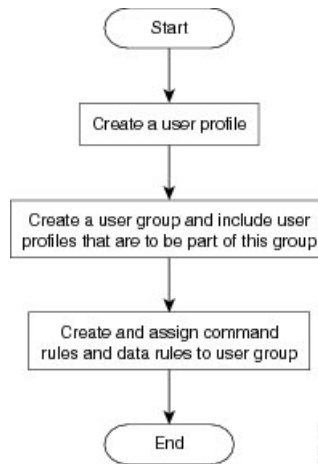 Start
Create a user profile
Create a user group and include user
profiles that are to be part of this group
Create and assign command
rules and data rules to user group
End